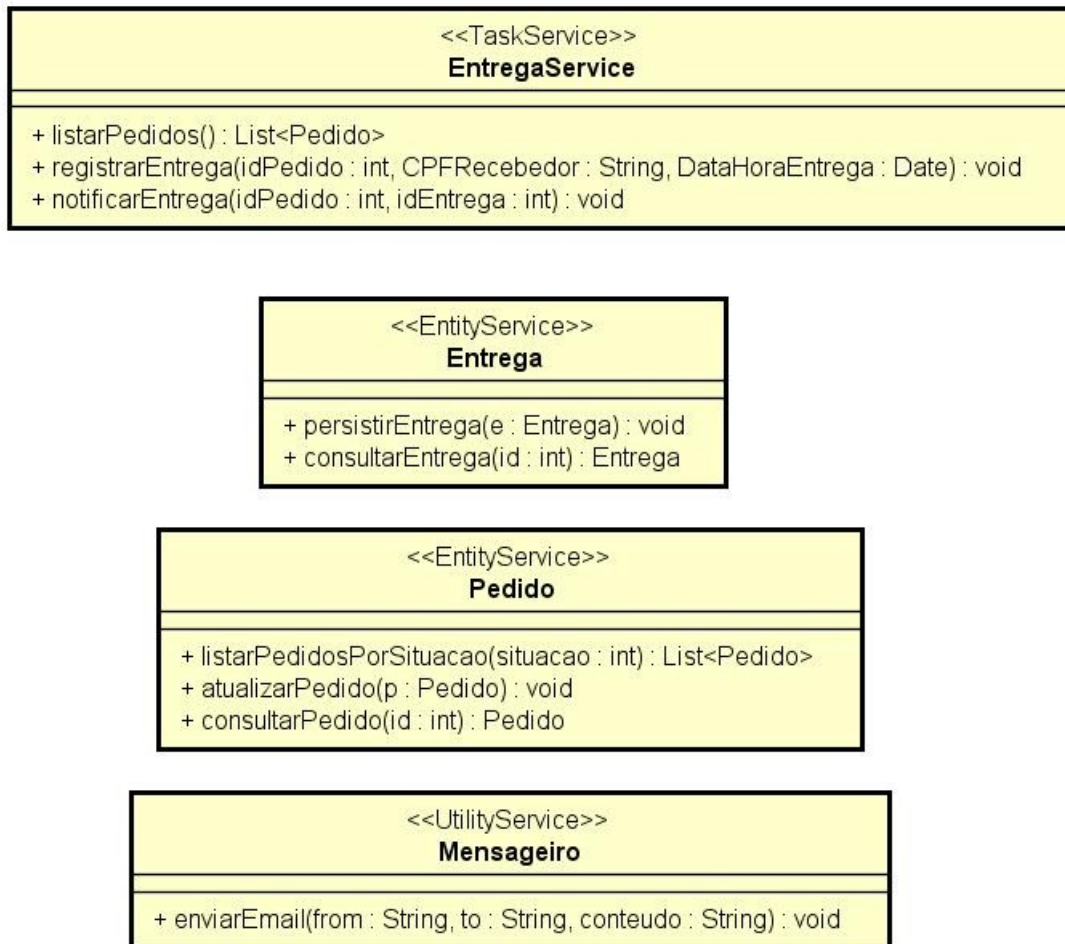 <<TaskService>>
EntregaService
+ listarPedidos() : List<Pedido>
+ registrarEntrega(idPedido : int, CPFRecebedor : String, DataHoraEntrega : Date) : void
+ notificarEntrega(idPedido : int, idEntrega : int) : void
<<EntityService>>
Entrega
+ persistirEntrega(e : Entrega) : void
+ consultarEntrega(id : int) : Entrega
<<EntityService>>
Pedido
+ listarPedidosPorSituacao(situacao : int) : List<Pedido>
+ atualizarPedido(p : Pedido) : void
+ consultarPedido(id : int) : Pedido
<<UtilityService>>
Mensageiro
+ enviarEmail(from : String, to : String, conteudo : String) : void